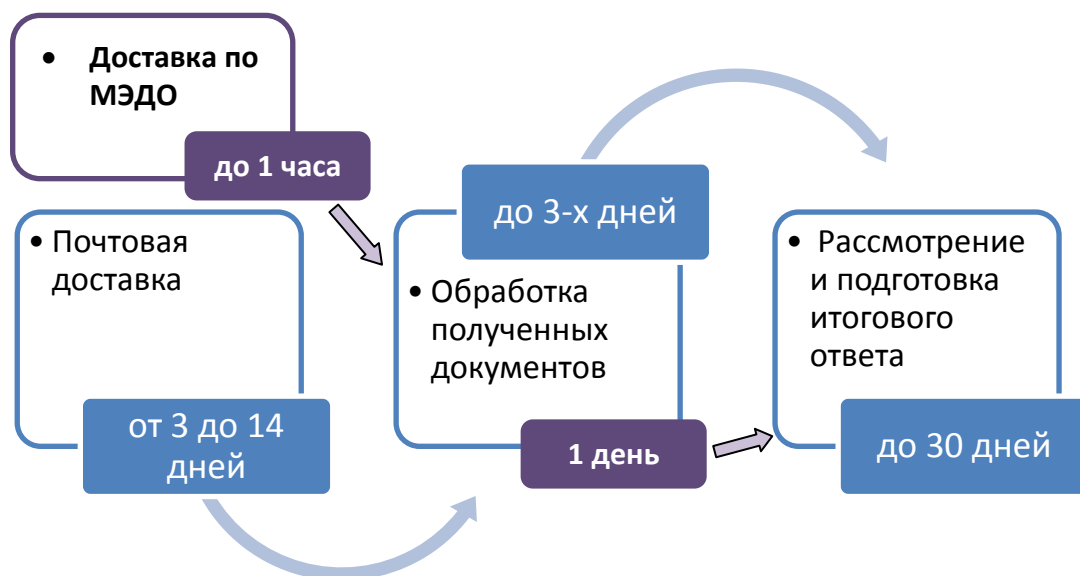 • Доставка по
МЭДО
до 1 часа
• Почтовая
доставка
от 3 до 14
дней
до 3-х дней
• Обработка
полученных
документов
1 день
• Рассмотрение
и подготовка
итогового
ответа
до 30 дней